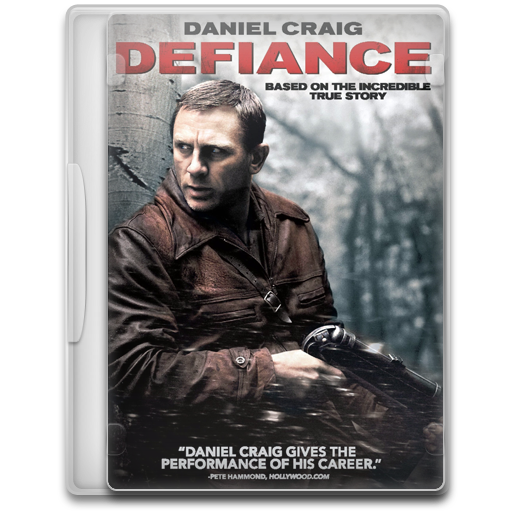 DANIEL CRAIG
DEFIANCE
BASED ON THE INCREDIBLE
TRUE STORY
“DANIEL CRAIG GIVES THE
PERFORMANCE OF HIS CAREER.”
-PETE HAMMOND, HOLLYWOOD.COM